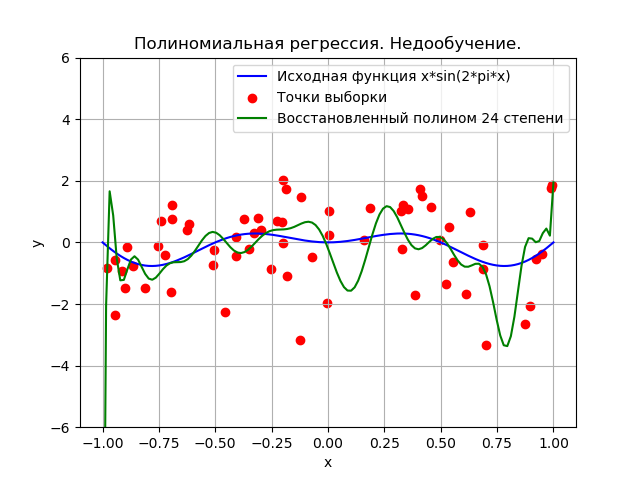 Полиномиальная регрессия. Недообучение.
Исходная функция x*sin(2*pi*x)
Точки выборки
Восстановленный полином 24 степени
6
4
2
0
−2
−4
−6
y
−1.00 −0.75 −0.50 −0.25 0.00 0.25 0.50 0.75 1.00
x